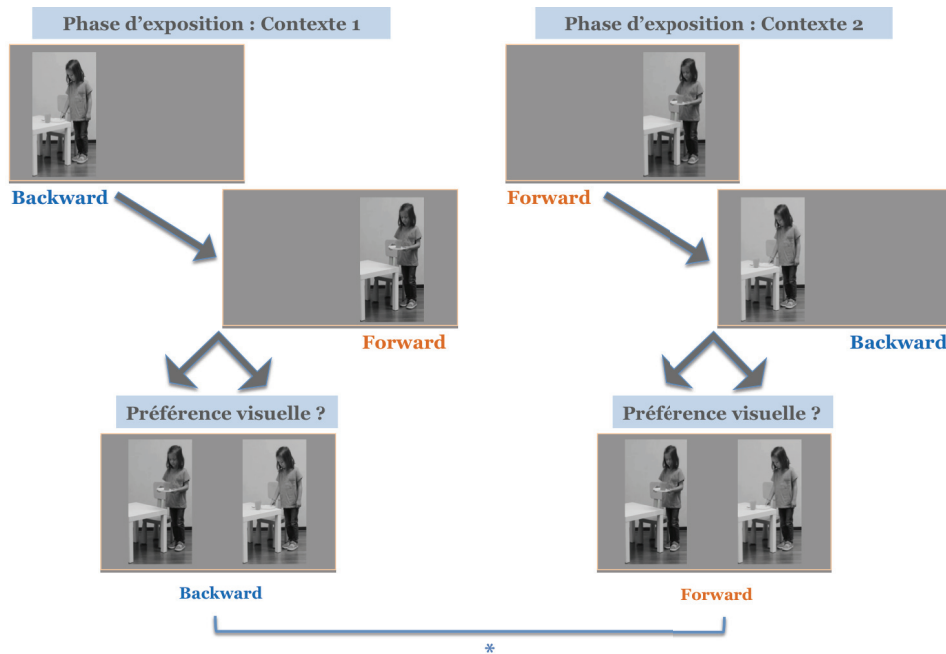 Phase d'exposition : Contexte 1
Phase d'exposition : Contexte 2
Backward
Forward
Forward
Backward
Préférence visuelle ?
Préférence visuelle ?
Backward
Forward
*